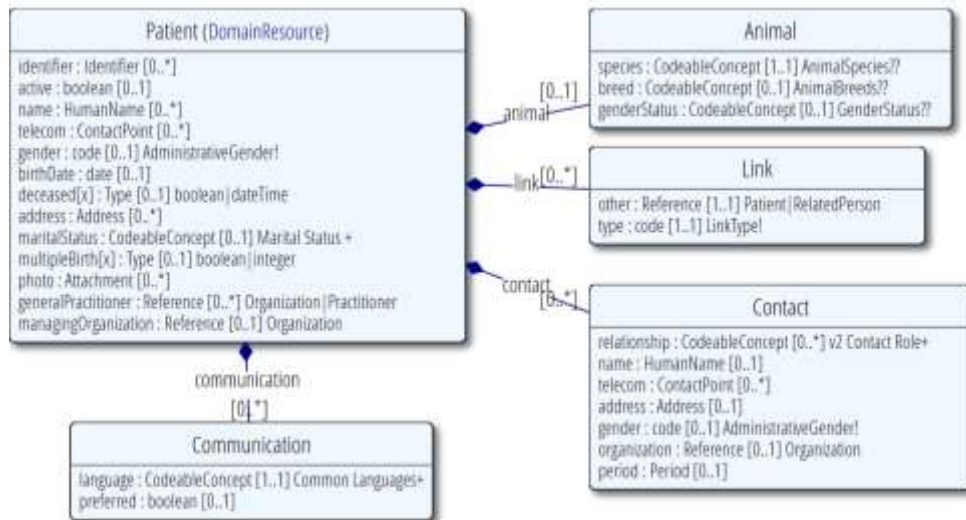 Patient (DomainResource)
identifier : Identifier [0..*]
active : boolean [0..1]
name : HumanName [0..*]
telecom : ContactPoint [0..*]
gender : code [0..1] AdministrativeGender!
birthDate : date [0..1]
deceased[x] : Type [0..1] boolean|dateTime
address : Address [0..*]
maritalStatus : CodeableConcept [0..1] Marital Status +
multipleBirth[x] : Type [0..1] boolean|integer
photo : Attachment [0..*]
generalPractitioner : Reference [0..*] Organization|Practitioner
managingOrganization : Reference [0..1] Organization
[0..1]
animal
Animal
species : CodeableConcept [1..1] AnimalSpecies??
breed : CodeableConcept [0..1] AnimalBreeds??
genderStatus : CodeableConcept [0..1] GenderStatus??
link [0..*]
Link
other : Reference [1..1] Patient|RelatedPerson
type : code [1..1] LinkType!
contact
[0..*]
Contact
relationship : CodeableConcept [0..*] v2 Contact Role+
name : HumanName [0..1]
telecom : ContactPoint [0..*]
address : Address [0..1]
gender : code [0..1] AdministrativeGender!
organization : Reference [0..1] Organization
period : Period [0..1]
communication
[0..*]
Communication
language : CodeableConcept [1..1] Common Languages+
preferred : boolean [0..1]